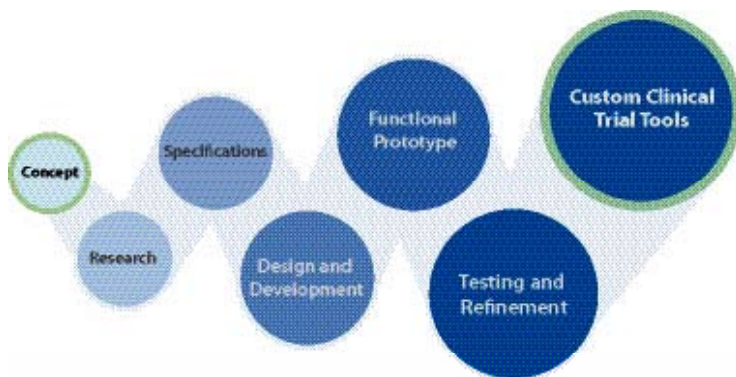 Concept
Research
Specifications
Design and
Development
Functional
Prototype
Testing and
Refinement
Custom Clinical
Trial Tools